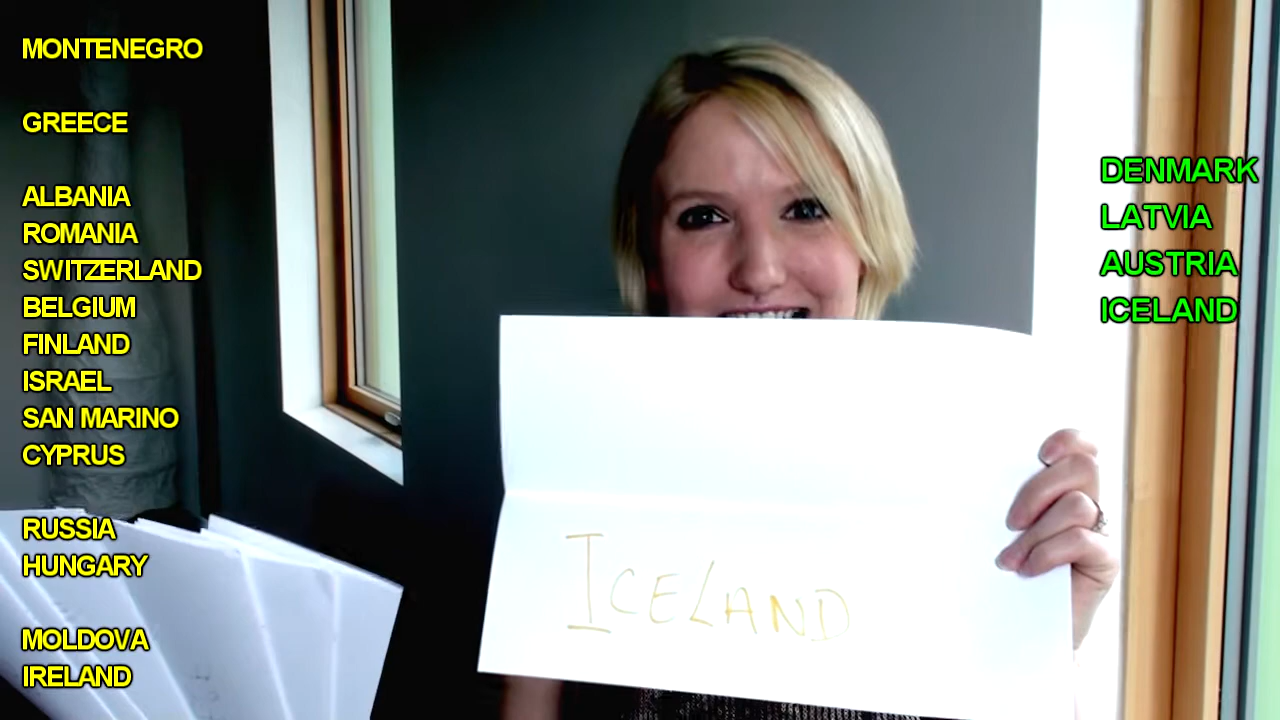 MONTENEGRO
GREECE
ALBANIA
ROMANIA
SWITZERLAND
BELGIUM
FINLAND
ISRAEL
SAN MARINO
CYPRUS
RUSSIA
HUNGARY
MOLDOVA
IRELAND
ICELAND
DENMARK
LATVIA
AUSTRIA
ICELAND